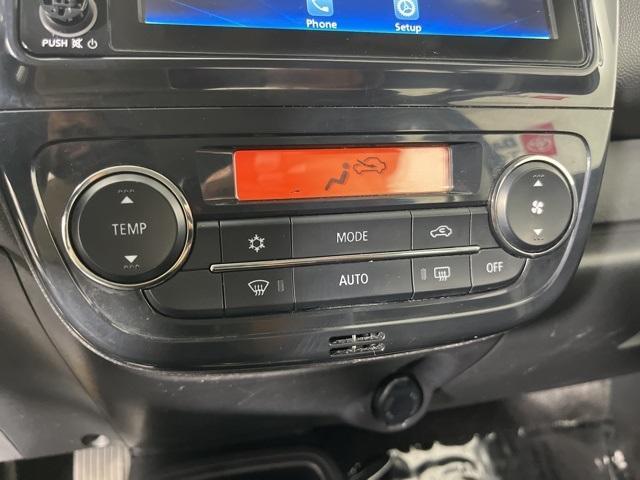 Phone
Setup
PUSH
TEMP
MODE
AUTO
OFF